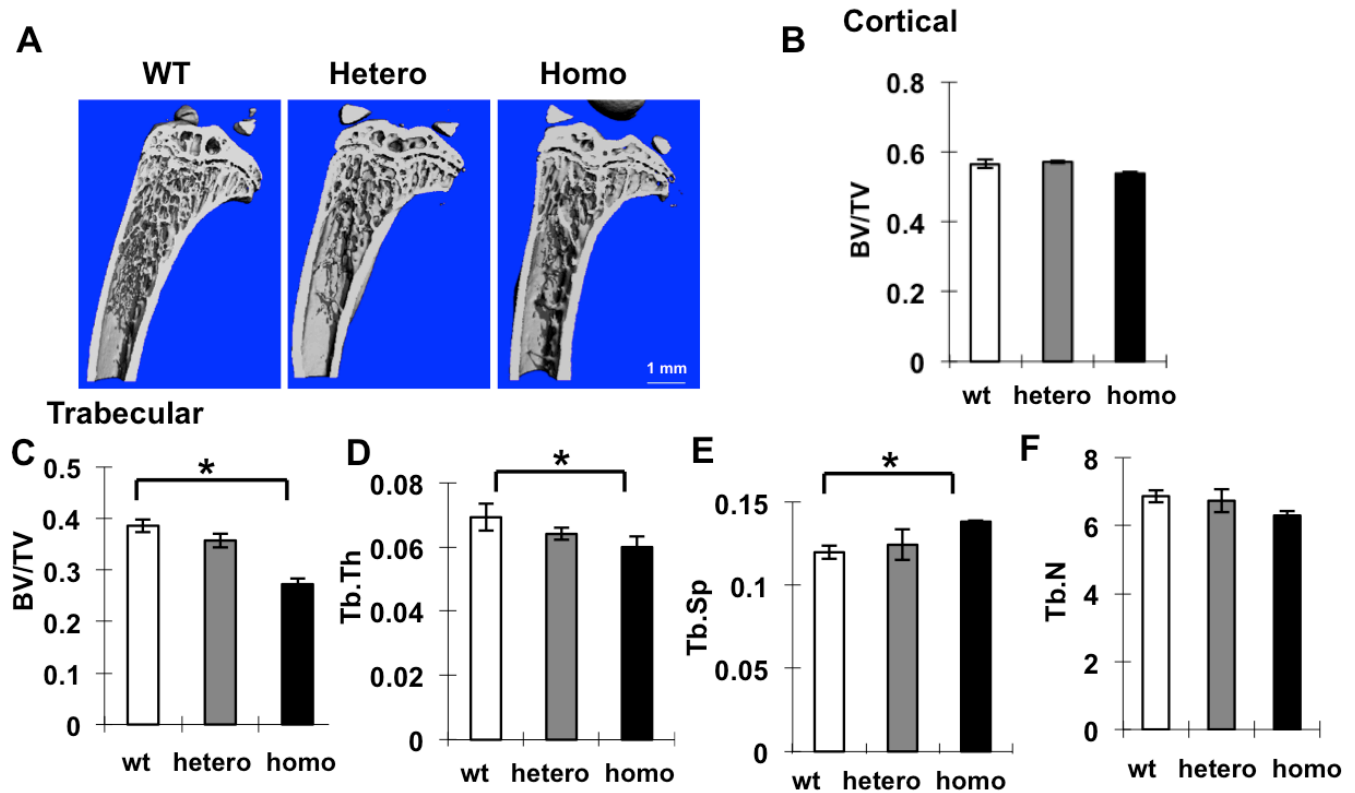 A
WT Hetero Homo
1 mm
B
Cortical
BV/TV
0.8
0.6
0.4
0.2
0
wt hetero homo
Trabecular
C
BV/TV
0.5
0.4
0.3
0.2
0.1
0
*
wt hetero homo
D
Tb.Th
0.08
0.06
0.04
0.02
0
*
wt hetero homo
E
Tb.Sp
0.15
0.1
0.05
0
*
wt hetero homo
F
Tb.N
8
6
4
2
0
wt hetero homo